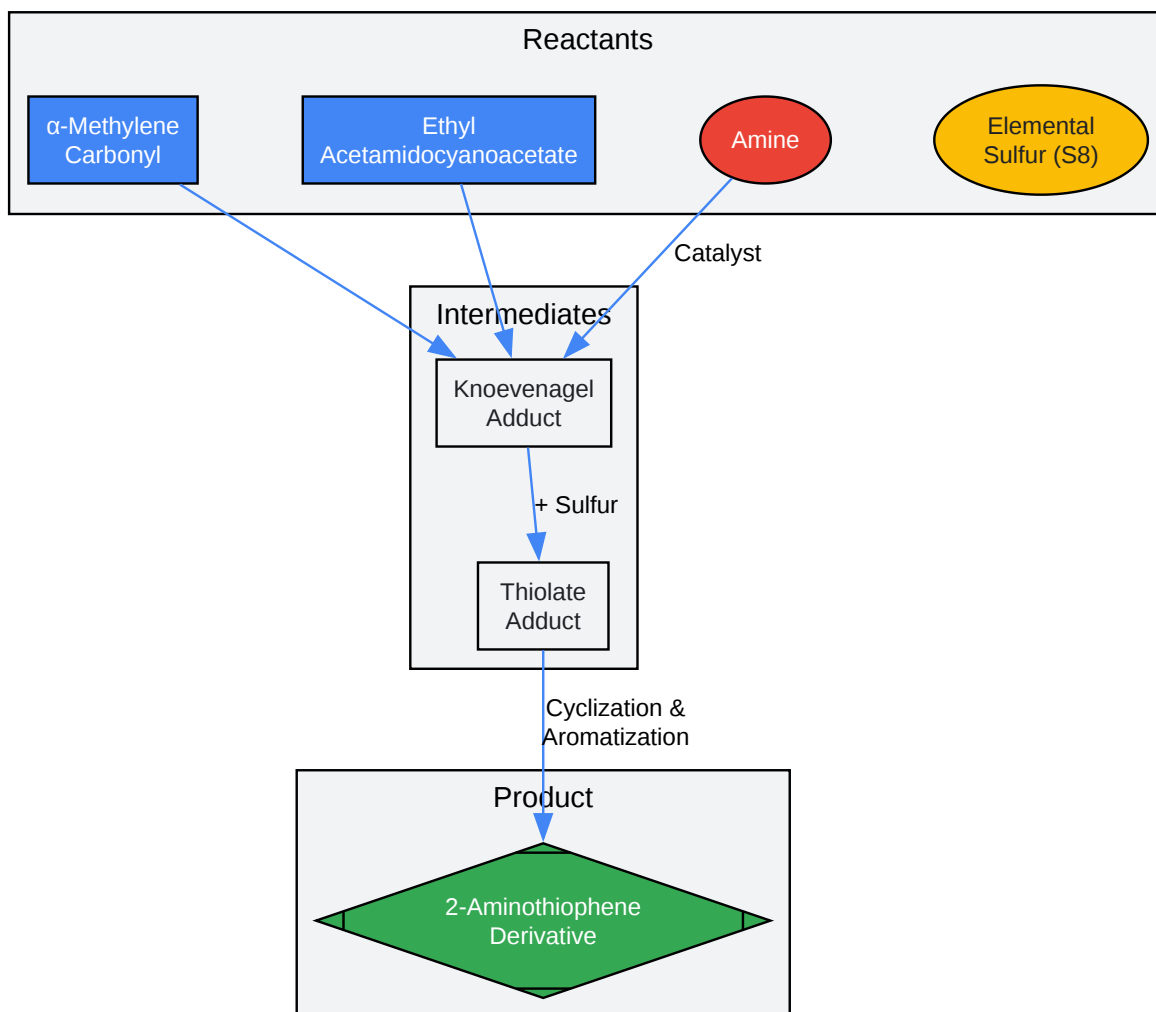 Reactants
α-Methylene
Carbonyl
Ethyl
Acetamidocyanoacetate
Amine
Elemental
Sulfur (S8)
Catalyst
Intermediates
Knoevenagel
Adduct
+ Sulfur
Thiolate
Adduct
Cyclization &
Aromatization
Product
2-Aminothiophene
Derivative